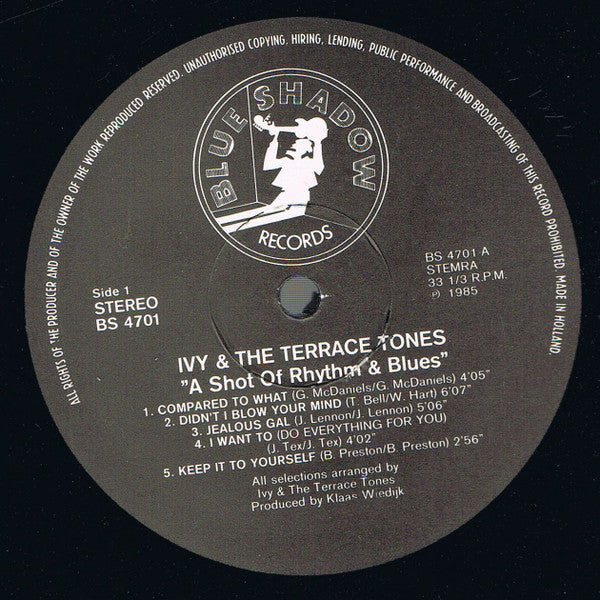 ALL RIGHTS OF THE PRODUCER AND OF THE OWNER OF THE WORK REPRODUCED RESERVED. UNAUTHORISED COPYING, HIRING, LENDING, PUBLIC PERFORMANCE AND BROADCASTING OF THIS RECORD PROHIBITED. MADE IN HOLLAND.
BLUE SHADOW
RECORDS
Side 1
STEREO
BS 4701
BS 4701 A
STEMRA
33 1/3 R.P.M.
℗ 1985
IVY & THE TERRACE TONES
"A Shot Of Rhythm & Blues"
1. COMPARED TO WHAT (G. McDaniels/G. McDaniels) 4'05"
2. DIDN'T I BLOW YOUR MIND (T. Bell/W. Hart) 6'07"
3. JEALOUS GAL (J. Lennon/J. Lennon) 5'06"
4. I WANT TO (DO EVERYTHING FOR YOU)
(J. Tex/J. Tex) 4'02"
5. KEEP IT TO YOURSELF (B. Preston/B. Preston) 2'56"
All selections arranged by
Ivy & The Terrace Tones
Produced by Klaas Wiedijk